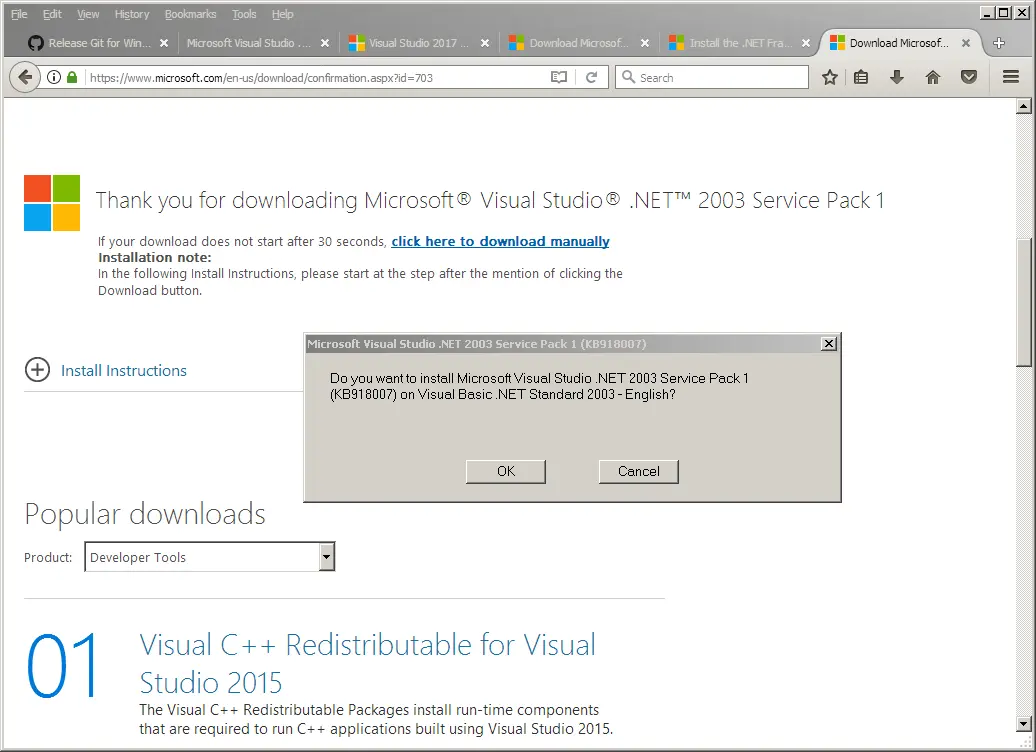 File Edit View History Bookmarks Tools Help
Release Git for Win...
Microsoft Visual Studio ....
Visual Studio 2017 ...
Download Microsof...
Install the .NET Fra...
Download Microsof...
https://www.microsoft.com/en-us/download/confirmation.aspx?id=703
Search
Thank you for downloading Microsoft® Visual Studio® .NET™ 2003 Service Pack 1
If your download does not start after 30 seconds, click here to download manually
Installation note:
In the following Install Instructions, please start at the step after the mention of clicking the
Download button.
Install Instructions
Microsoft Visual Studio .NET 2003 Service Pack 1 (KB918007)
Do you want to install Microsoft Visual Studio .NET 2003 Service Pack 1
(KB918007) on Visual Basic .NET Standard 2003 - English?
OK Cancel
Popular downloads
Product: Developer Tools
01
Visual C++ Redistributable for Visual
Studio 2015
The Visual C++ Redistributable Packages install run-time components
that are required to run C++ applications built using Visual Studio 2015.